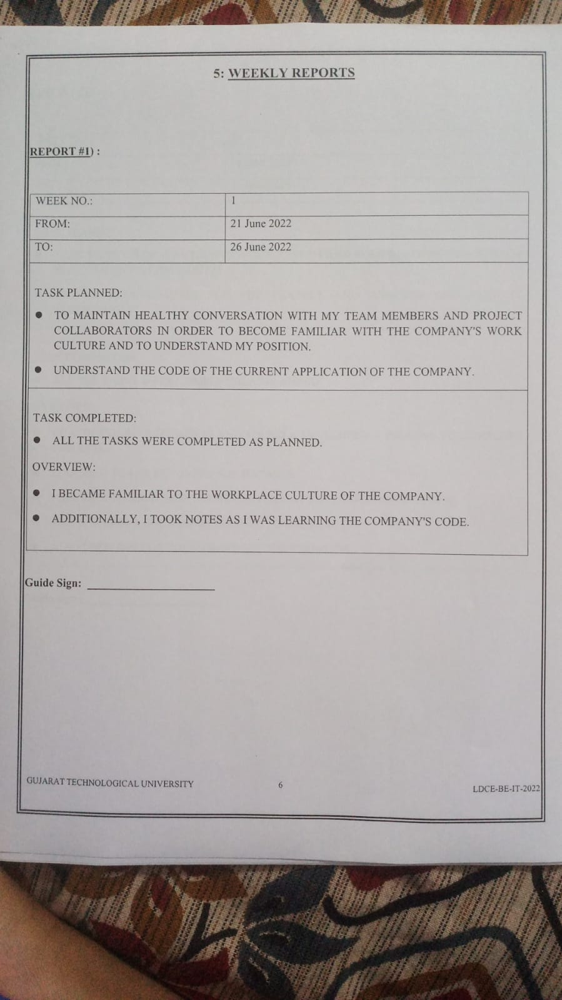 5: WEEKLY REPORTS
REPORT #1) :
WEEK NO.: 1
FROM: 21 June 2022
TO: 26 June 2022
TASK PLANNED:
● TO MAINTAIN HEALTHY CONVERSATION WITH MY TEAM MEMBERS AND PROJECT
COLLABORATORS IN ORDER TO BECOME FAMILIAR WITH THE COMPANY'S WORK
CULTURE AND TO UNDERSTAND MY POSITION.
● UNDERSTAND THE CODE OF THE CURRENT APPLICATION OF THE COMPANY.
TASK COMPLETED:
● ALL THE TASKS WERE COMPLETED AS PLANNED.
OVERVIEW:
● I BECAME FAMILIAR TO THE WORKPLACE CULTURE OF THE COMPANY.
● ADDITIONALLY, I TOOK NOTES AS I WAS LEARNING THE COMPANY'S CODE.
Guide Sign:
GUJARAT TECHNOLOGICAL UNIVERSITY 6 LDCE-BE-IT-2022